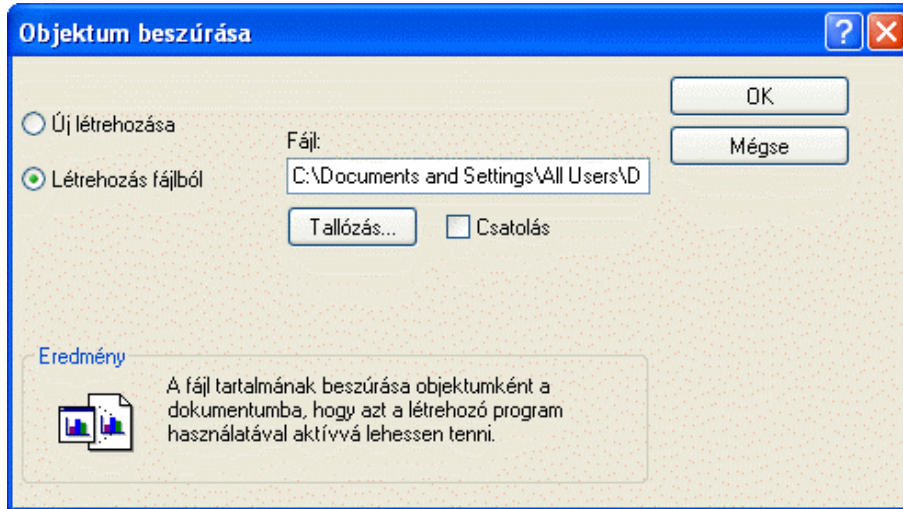 Objektum beszúrása
Új létrehozása
Létrehozás fájlból
Fájl:
C:\Documents and Settings\All Users\D
Tallózás...
Csatolás
OK
Mégse
Eredmény
A fájl tartalmának beszúrása objektumként a
dokumentumba, hogy azt a létrehozó program
használatával aktívvá lehessen tenni.